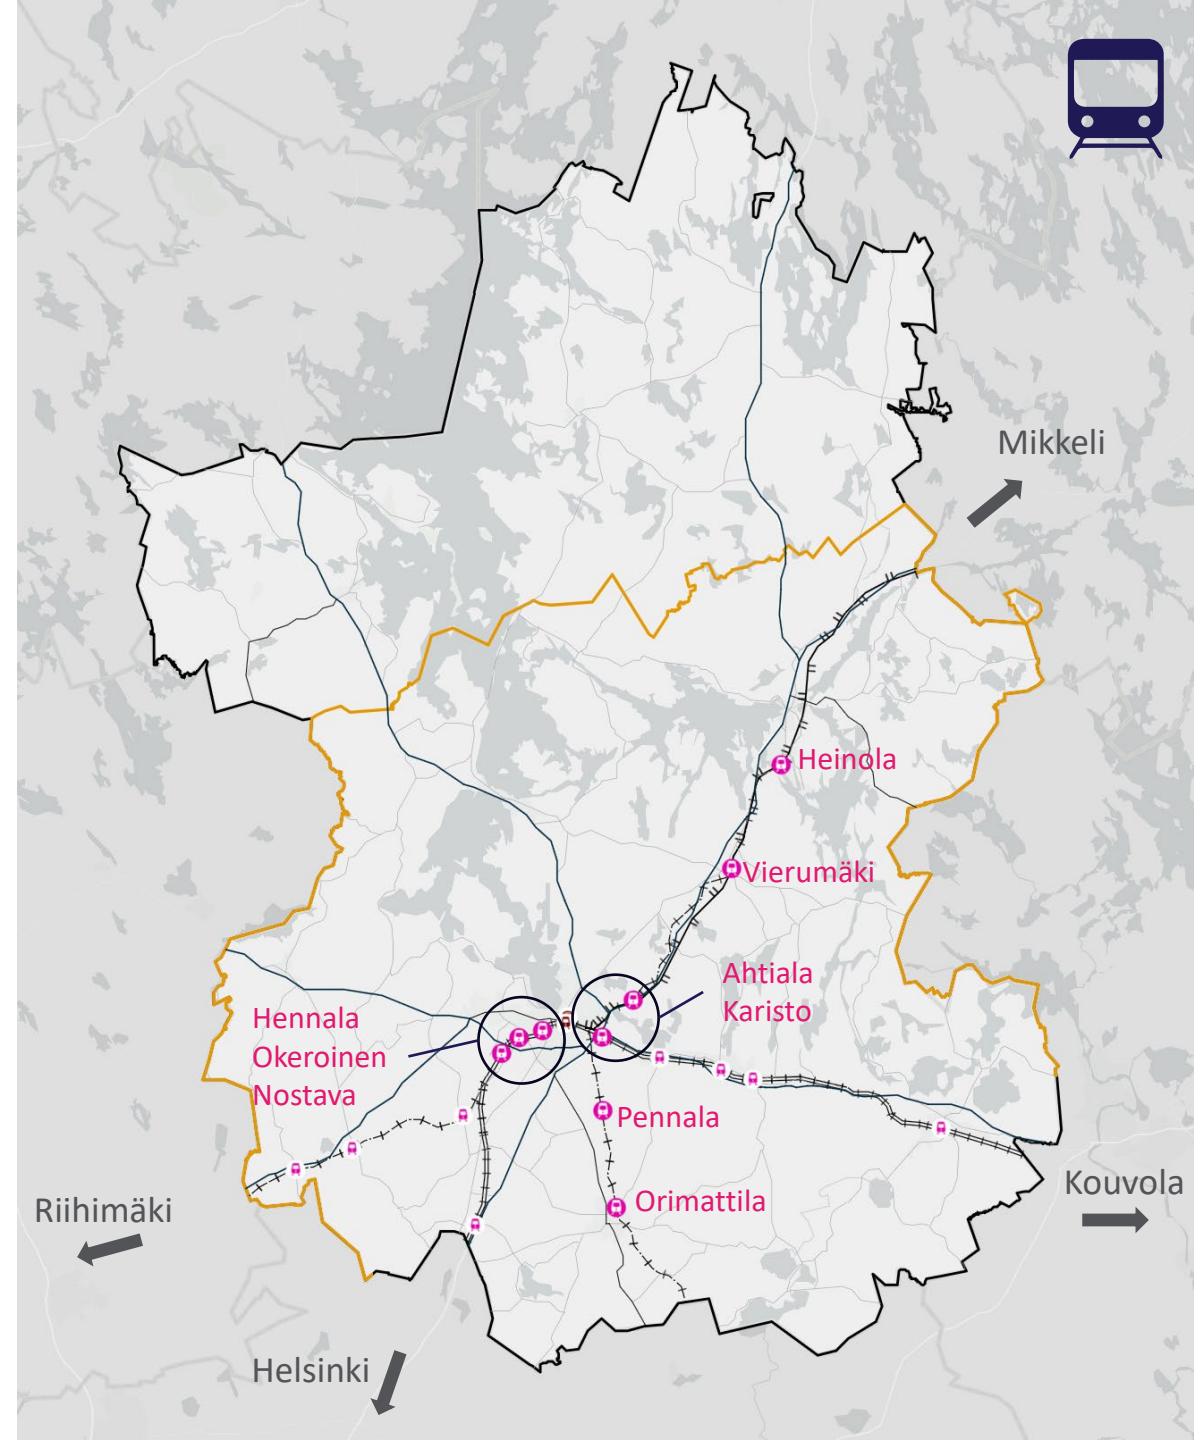 Mikkeli
Heinola
Vierumäki
Ahtiala
Karisto
Hennala
Okeroinen
Nostava
Pennala
Orimattila
Kouvola
Riihimäki
Helsinki